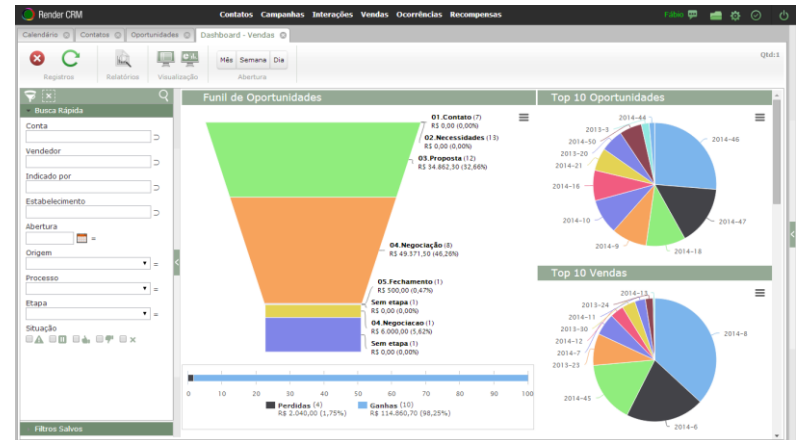 Render CRM
Contatos Campanhas Interações Vendas Ocorrências Recompensas
Fábio
Calendário Contatos Oportunidades Dashboard - Vendas
Mês Semana Dia
Qtd:1
Registros Relatórios Visualização Abertura
Busca Rápida
Conta
Vendedor
Indicado por
Estabelecimento
Abertura
=
Origem
=
Processo
=
Etapa
=
Situação
Filtros Salvos
Funil de Oportunidades
01.Contato (7)
R$ 0,00 (0,00%)
02.Necessidades (13)
R$ 0,00 (0,00%)
03.Proposta (12)
R$ 34.862,50 (32,66%)
04.Negociação (8)
R$ 49.371,50 (46,26%)
05.Fechamento (1)
R$ 500,00 (0,47%)
Sem etapa (1)
R$ 0,00 (0,00%)
04.Negociacao (1)
R$ 6.000,00 (5,62%)
Sem etapa (1)
R$ 0,00 (0,00%)
0 10 20 30 40 50 60 70 80 90 100
Perdidas (4)
R$ 2.040,00 (1,75%)
Ganhas (10)
R$ 114.860,70 (98,25%)
Top 10 Oportunidades
2014-44
2013-3
2013-20
2014-21
2014-16
2014-10
2014-9
2014-18
2014-47
2014-46
Top 10 Vendas
2014-13
2013-24
2014-11
2013-30
2014-12
2014-7
2013-23
2014-45
2014-6
2014-8